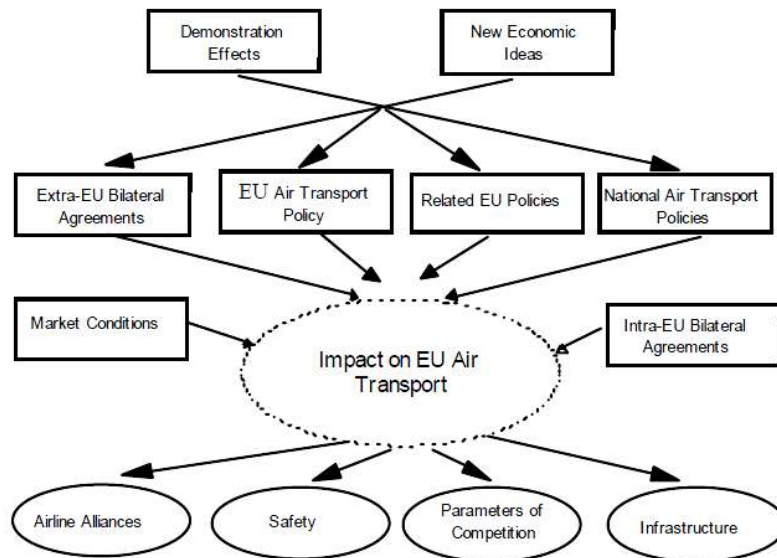 Demonstration
Effects
New Economic
Ideas
Extra-EU Bilateral
Agreements
EU Air Transport
Policy
Related EU Policies
National Air Transport
Policies
Market Conditions
Impact on EU Air
Transport
Intra-EU Bilateral
Agreements
Airline Alliances
Safety
Parameters of
Competition
Infrastructure